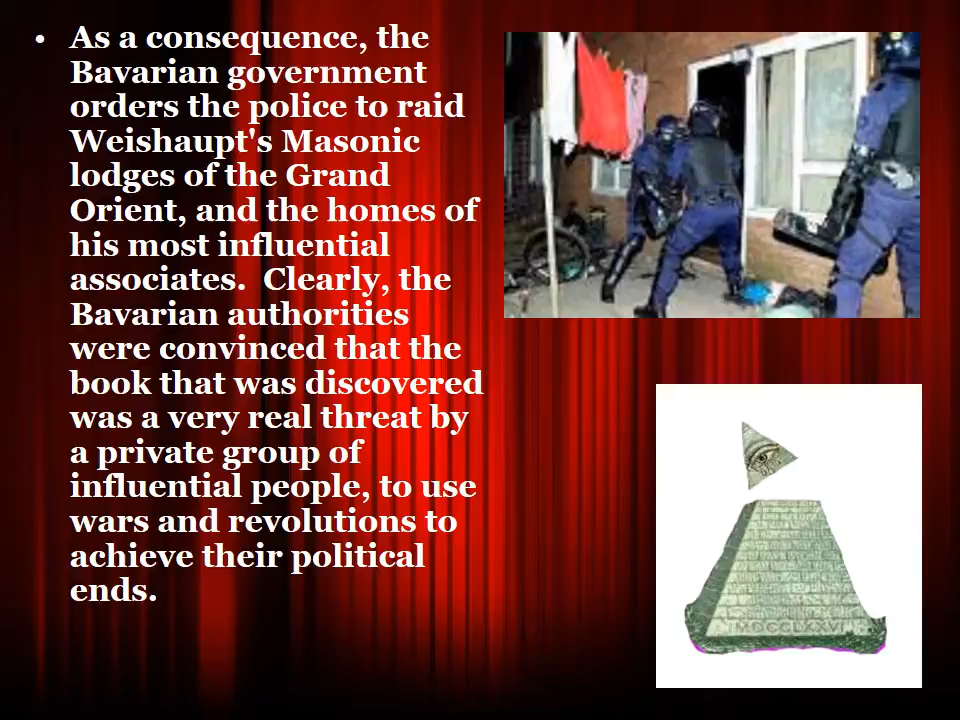 • As a consequence, the
Bavarian government
orders the police to raid
Weishaupt's Masonic
lodges of the Grand
Orient, and the homes of
his most influential
associates.  Clearly, the
Bavarian authorities
were convinced that the
book that was discovered
was a very real threat by
a private group of
influential people, to use
wars and revolutions to
achieve their political
ends.
MDCCLXXVI